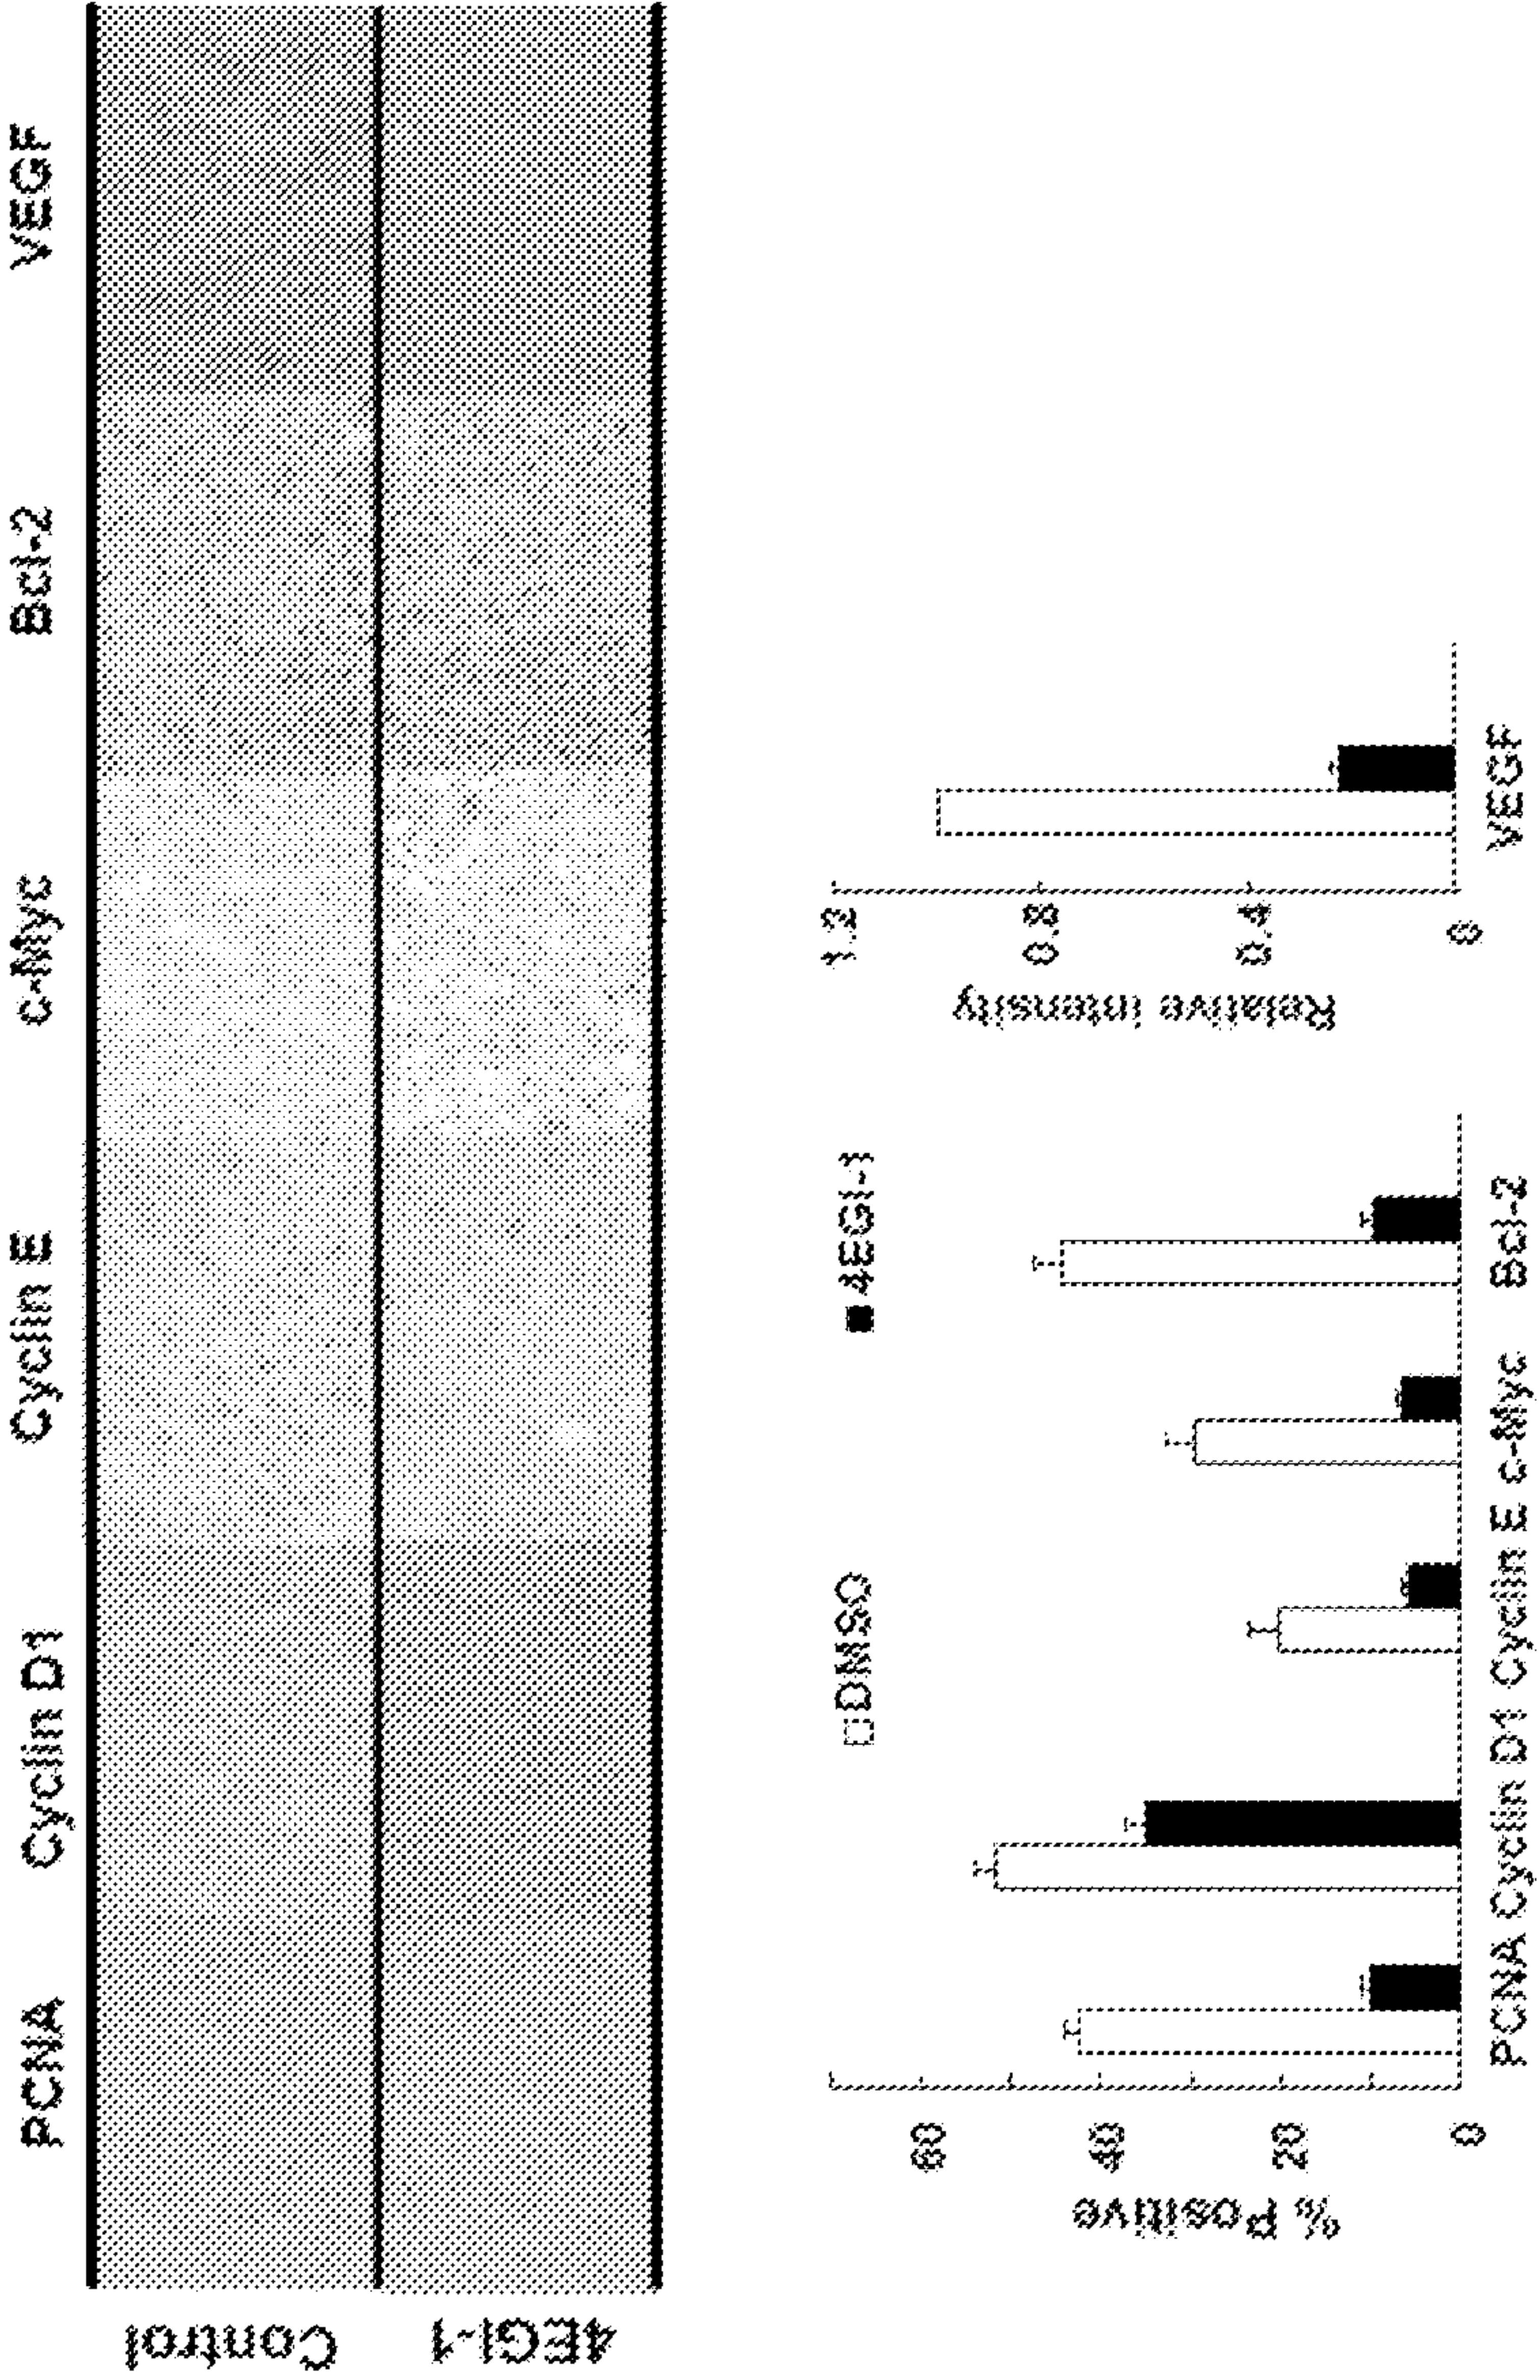 PCNA Cyclin D1 Cyclin E c-Myc Bcl-2 VEGF
Control
4EGI-1
DMSO 4EGI-1
% Positive
60
40
20
0
PCNA Cyclin D1 Cyclin E c-Myc Bcl-2
Relative intensity
1.2
0.8
0.4
0
VEGF